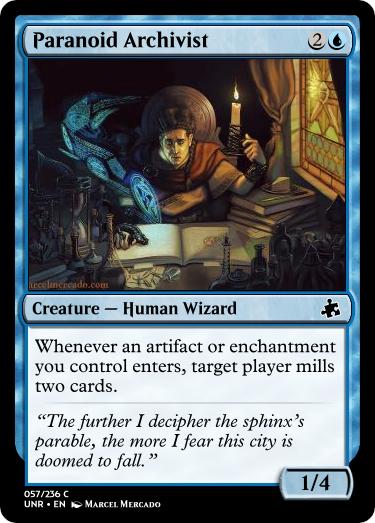 Paranoid Archivist 2
arcelmercado.com
Creature — Human Wizard
Whenever an artifact or enchantment
you control enters, target player mills
two cards.
“The further I decipher the sphinx’s
parable, the more I fear this city is
doomed to fall.”
1/4
057/236 C
UNR • EN Marcel Mercado